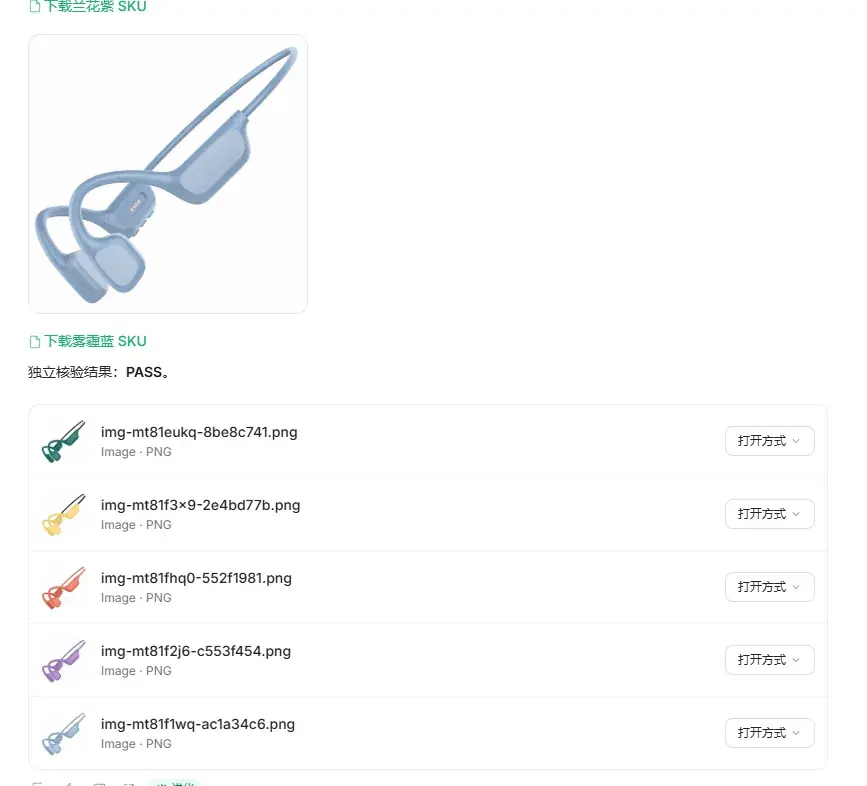 下载兰花紫 SKU
下载雾霾蓝 SKU
独立核验结果：PASS。
img-mt81eukq-8be8c741.png
Image · PNG
打开方式
img-mt81f3x9-2e4bd77b.png
Image · PNG
打开方式
img-mt81fhq0-552f1981.png
Image · PNG
打开方式
img-mt81f2j6-c553f454.png
Image · PNG
打开方式
img-mt81f1wq-ac1a34c6.png
Image · PNG
打开方式